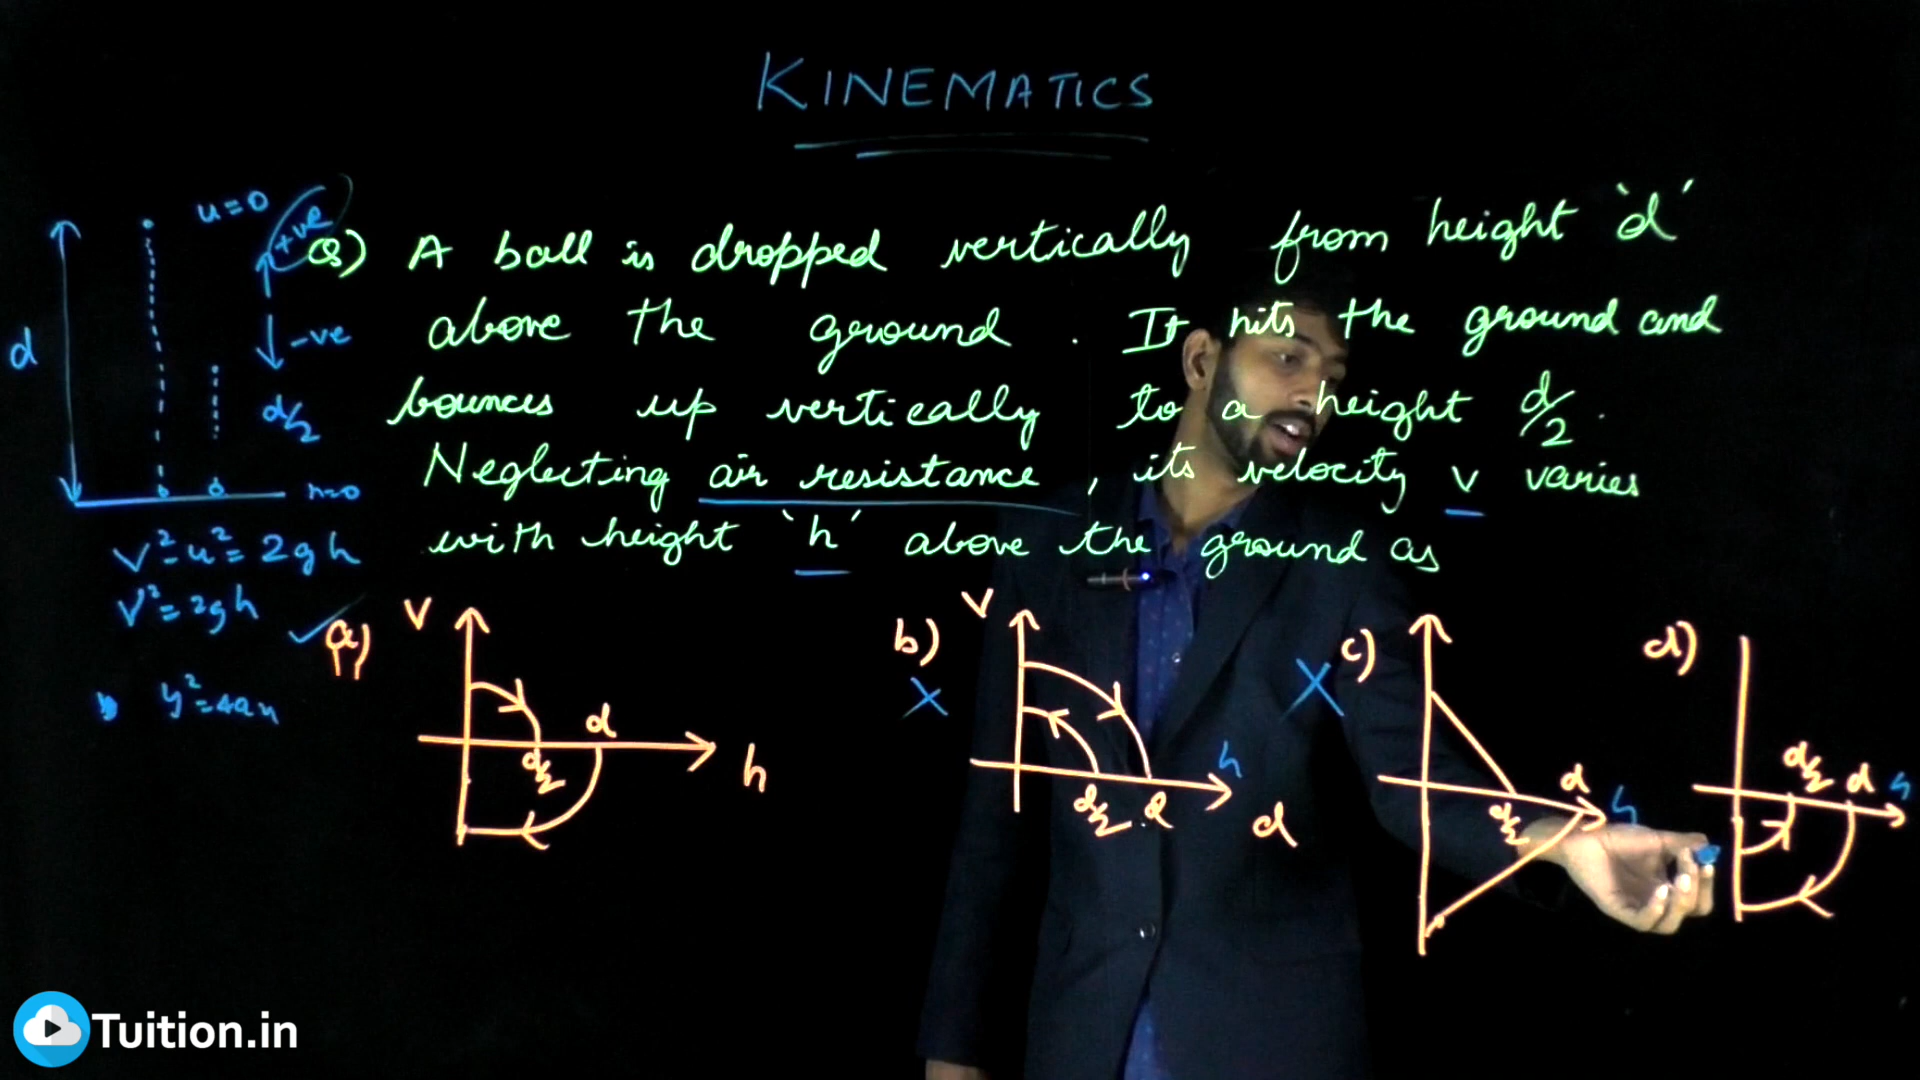 KINEMATICS
u=0
+ve
Q) A ball is dropped vertically from height 'd'
above the ground. It hits the ground and
bounces up vertically to a height d/2.
Neglecting air resistance, its velocity v varies
with height 'h' above the ground as
d
-ve
d/2
h=0
v²-u²=2gh
v²=2gh
y²=4ax
a) v
d
d/2
h
b) v
h
d/2 d
d
c)
d
d/2
h
d)
d/2 d
h
Tuition.in